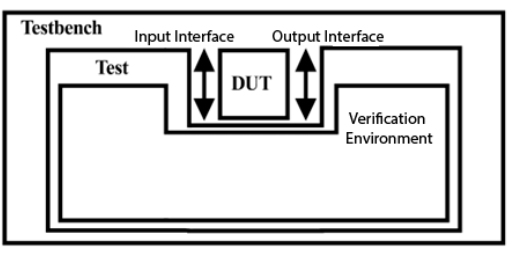 Testbench
Input Interface
Output Interface
Test
DUT
Verification
Environment